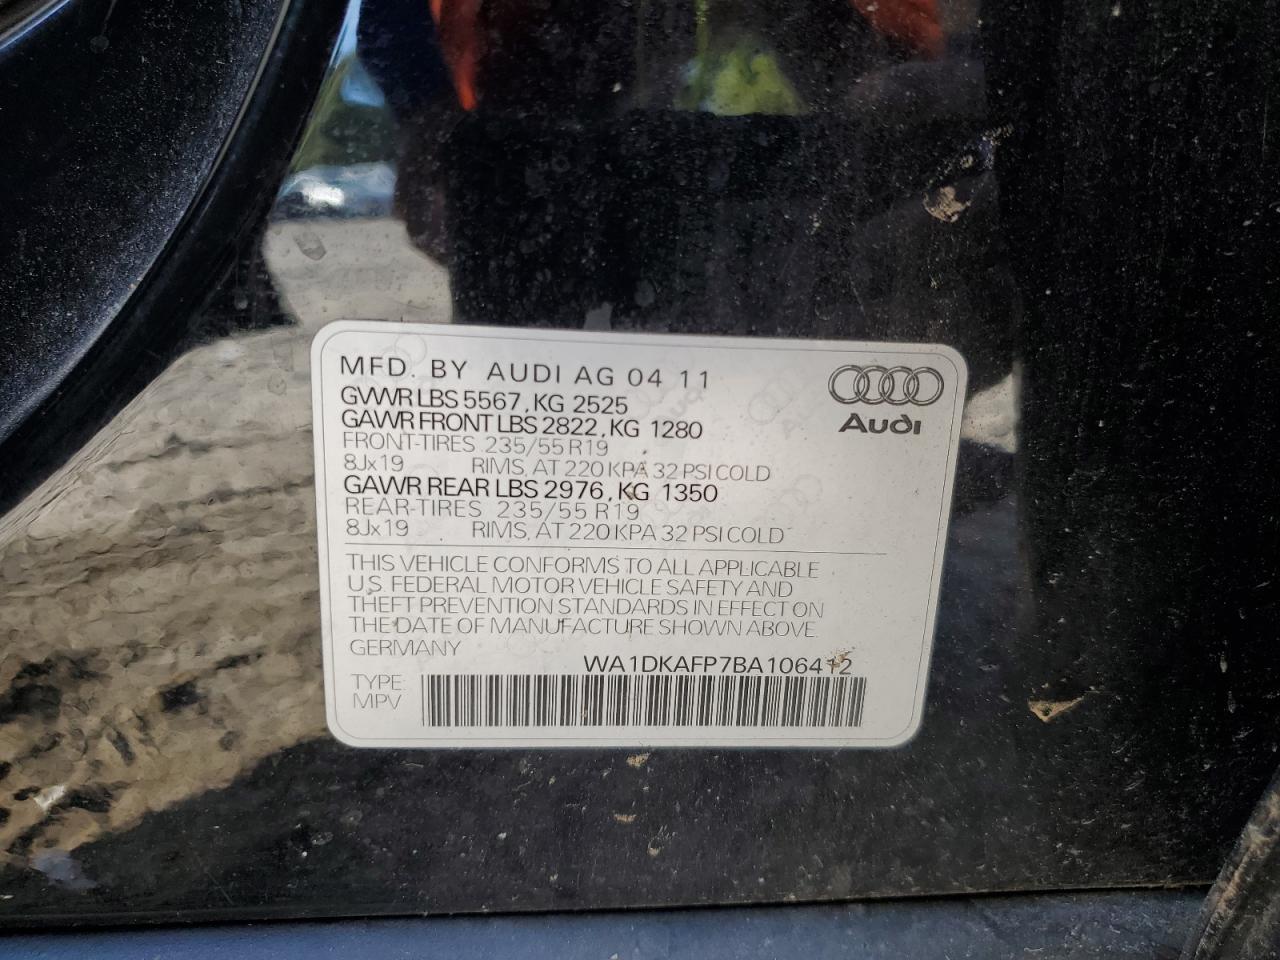 MFD. BY AUDI AG 04 11
GVWR LBS 5567, KG 2525
GAWR FRONT LBS 2822, KG 1280
FRONT-TIRES 235/55 R19
8Jx19 RIMS, AT 220 KPA 32 PSI COLD
GAWR REAR LBS 2976, KG 1350
REAR-TIRES 235/55 R19
8Jx19 RIMS, AT 220 KPA 32 PSI COLD
Audi
THIS VEHICLE CONFORMS TO ALL APPLICABLE
U.S. FEDERAL MOTOR VEHICLE SAFETY AND
THEFT PREVENTION STANDARDS IN EFFECT ON
THE DATE OF MANUFACTURE SHOWN ABOVE.
GERMANY
WA1DKAFP7BA106412
TYPE
MPV